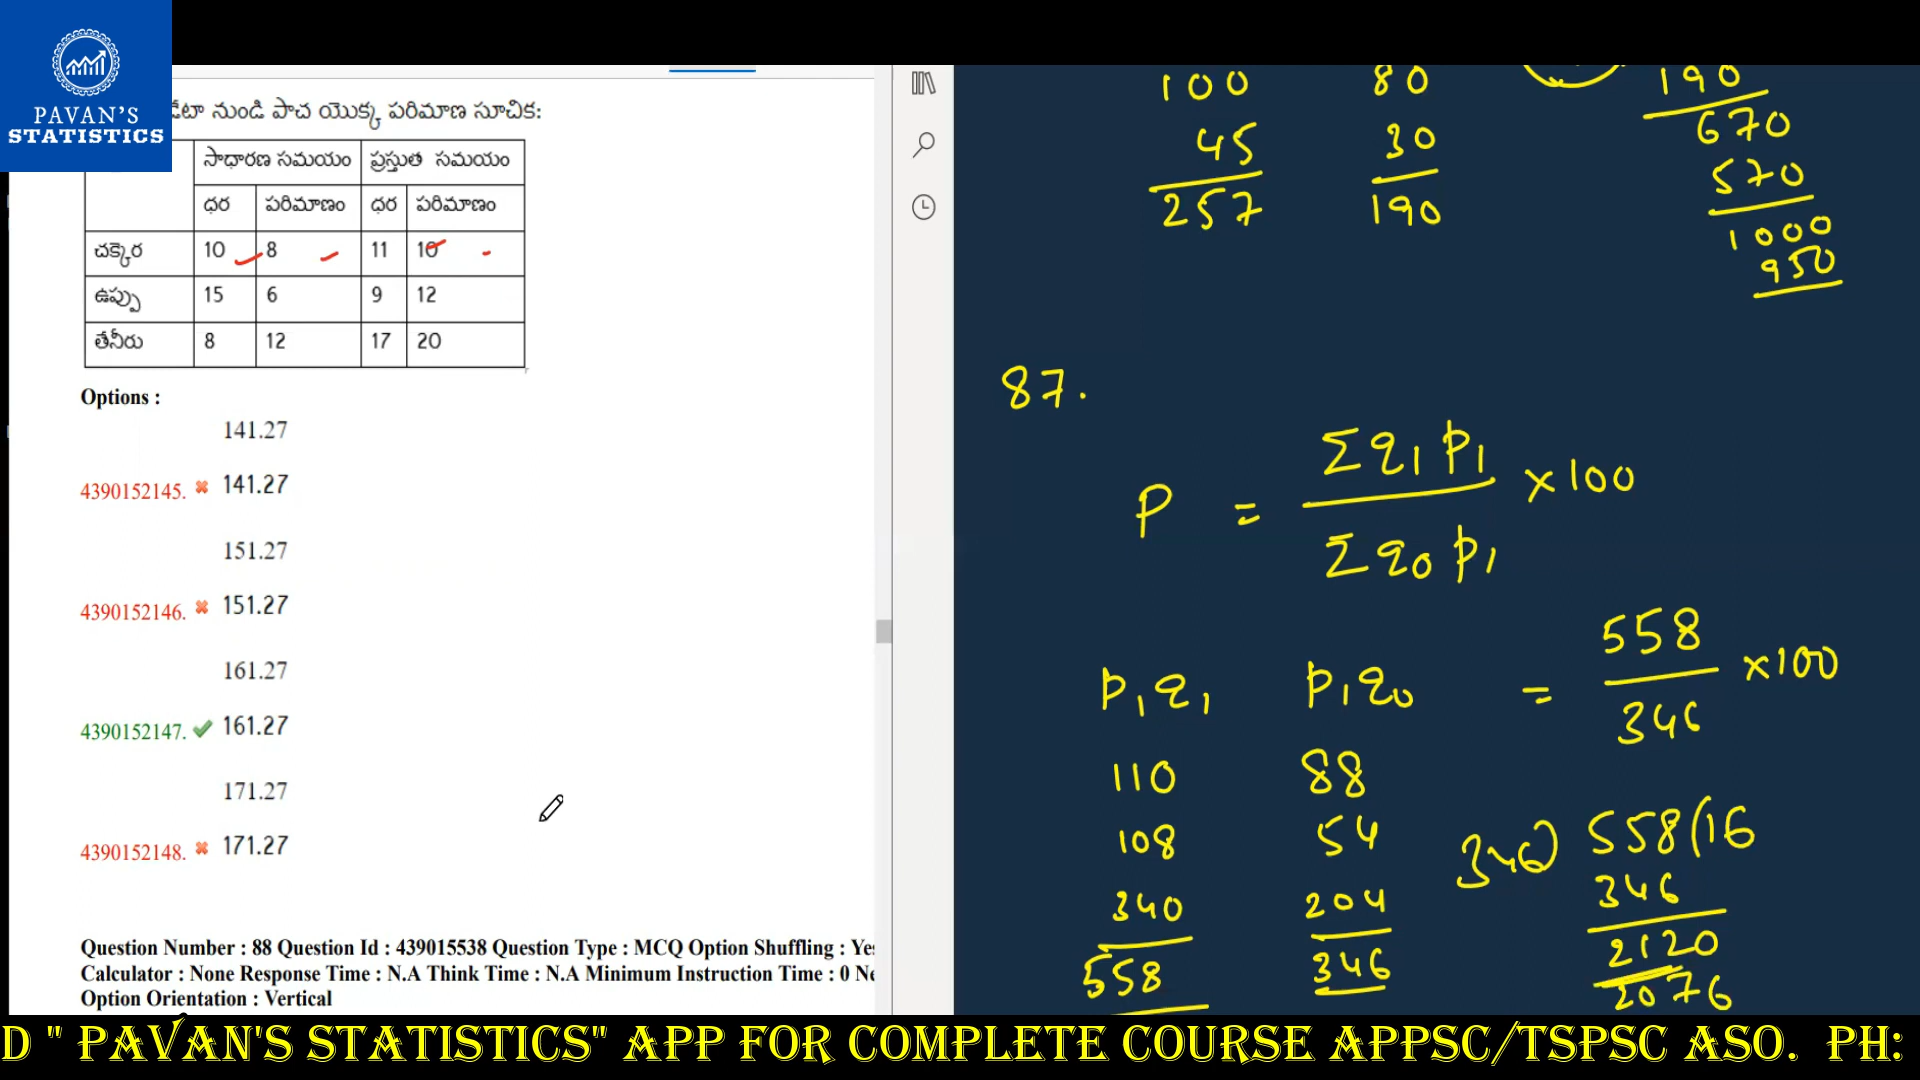 PAVAN'S
STATISTICS
డేటా నుండి పాచ యొక్క పరిమాణ సూచిక:
సాధారణ సమయం ప్రస్తుత సమయం
ధర పరిమాణం ధర పరిమాణం
చక్కెర 10 8 11 10
ఉప్పు 15 6 9 12
తేనీరు 8 12 17 20
Options :
141.27
4390152145. 141.27
151.27
4390152146. 151.27
161.27
4390152147. 161.27
171.27
4390152148. 171.27
Question Number : 88 Question Id : 439015538 Question Type : MCQ Option Shuffling : Yes
Calculator : None Response Time : N.A Think Time : N.A Minimum Instruction Time : 0 Ne
Option Orientation : Vertical
100 80 190
45 30 670
257 190 570
1000
950
87.
P = Σq₁p₁ / Σq₀p₁ ×100
= 558 / 346 ×100
p₁q₁ p₁q₀
110 88
108 54
340 204
558 346
346) 558 (16
346
2120
2076
D " PAVAN'S STATISTICS" APP FOR COMPLETE COURSE APPSC/TSPSC ASO. PH: